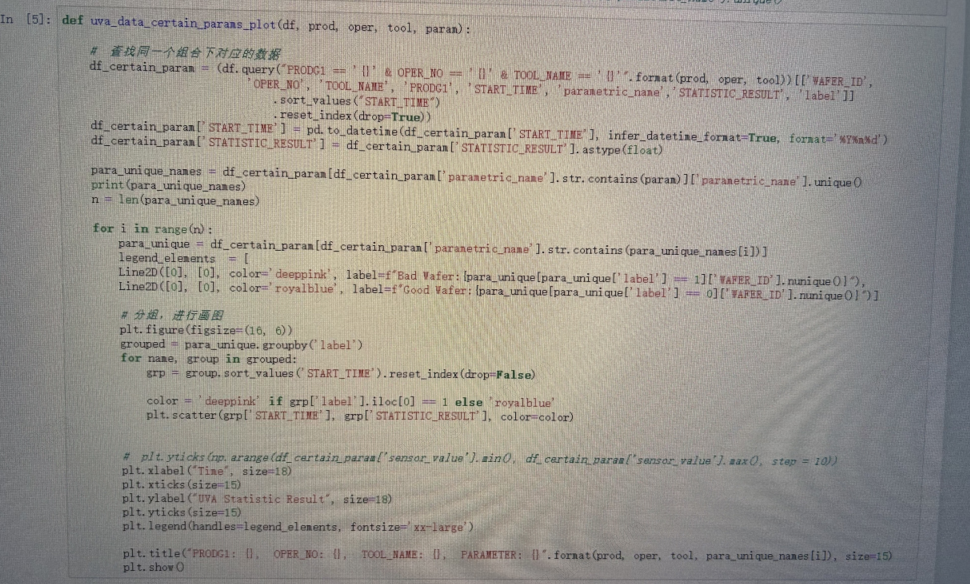 In [5]: def uva_data_certain_params_plot(df, prod, oper, tool, param):
# 查找同一个组合下对应的数据
df_certain_param = (df.query("PRODG1 == '{}' & OPER_NO == '{}' & TOOL_NAME == '{}'".format(prod, oper, tool))[['WAFER_ID',
'OPER_NO', 'TOOL_NAME', 'PRODG1', 'START_TIME', 'parametric_name','STATISTIC_RESULT', 'label']]
.sort_values("START_TIME")
.reset_index(drop=True))
df_certain_param['START_TIME'] = pd.to_datetime(df_certain_param['START_TIME'], infer_datetime_format=True, format='%Y%m%d')
df_certain_param['STATISTIC_RESULT'] = df_certain_param['STATISTIC_RESULT'].astype(float)
para_unique_names = df_certain_param[df_certain_param['parametric_name'].str.contains(param)]['parametric_name'].unique()
print(para_unique_names)
n = len(para_unique_names)
for i in range(n):
para_unique = df_certain_param[df_certain_param['parametric_name'].str.contains(para_unique_names[i])]
legend_elements = [
Line2D([0], [0], color='deeppink', label=f"Bad Wafer:{para_unique[para_unique['label'] == 1]['WAFER_ID'].nunique()}"),
Line2D([0], [0], color='royalblue', label=f"Good Wafer:{para_unique[para_unique['label'] == 0]['WAFER_ID'].nunique()}")]
# 分组，进行画图
plt.figure(figsize=(16, 6))
grouped = para_unique.groupby('label')
for name, group in grouped:
grp = group.sort_values('START_TIME').reset_index(drop=False)
color = 'deeppink' if grp['label'].iloc[0] == 1 else 'royalblue'
plt.scatter(grp['START_TIME'], grp['STATISTIC_RESULT'], color=color)
# plt.yticks(np.arange(df_certain_param['sensor_value'].min(), df_certain_param['sensor_value'].max(), step = 10))
plt.xlabel("Time", size=18)
plt.xticks(size=15)
plt.ylabel("UVA Statistic Result", size=18)
plt.yticks(size=15)
plt.legend(handles=legend_elements, fontsize='xx-large')
plt.title("PRODG1: {}, OPER_NO: {}, TOOL_NAME: {}, PARAMETER: {}".format(prod, oper, tool, para_unique_names[i]), size=15)
plt.show()